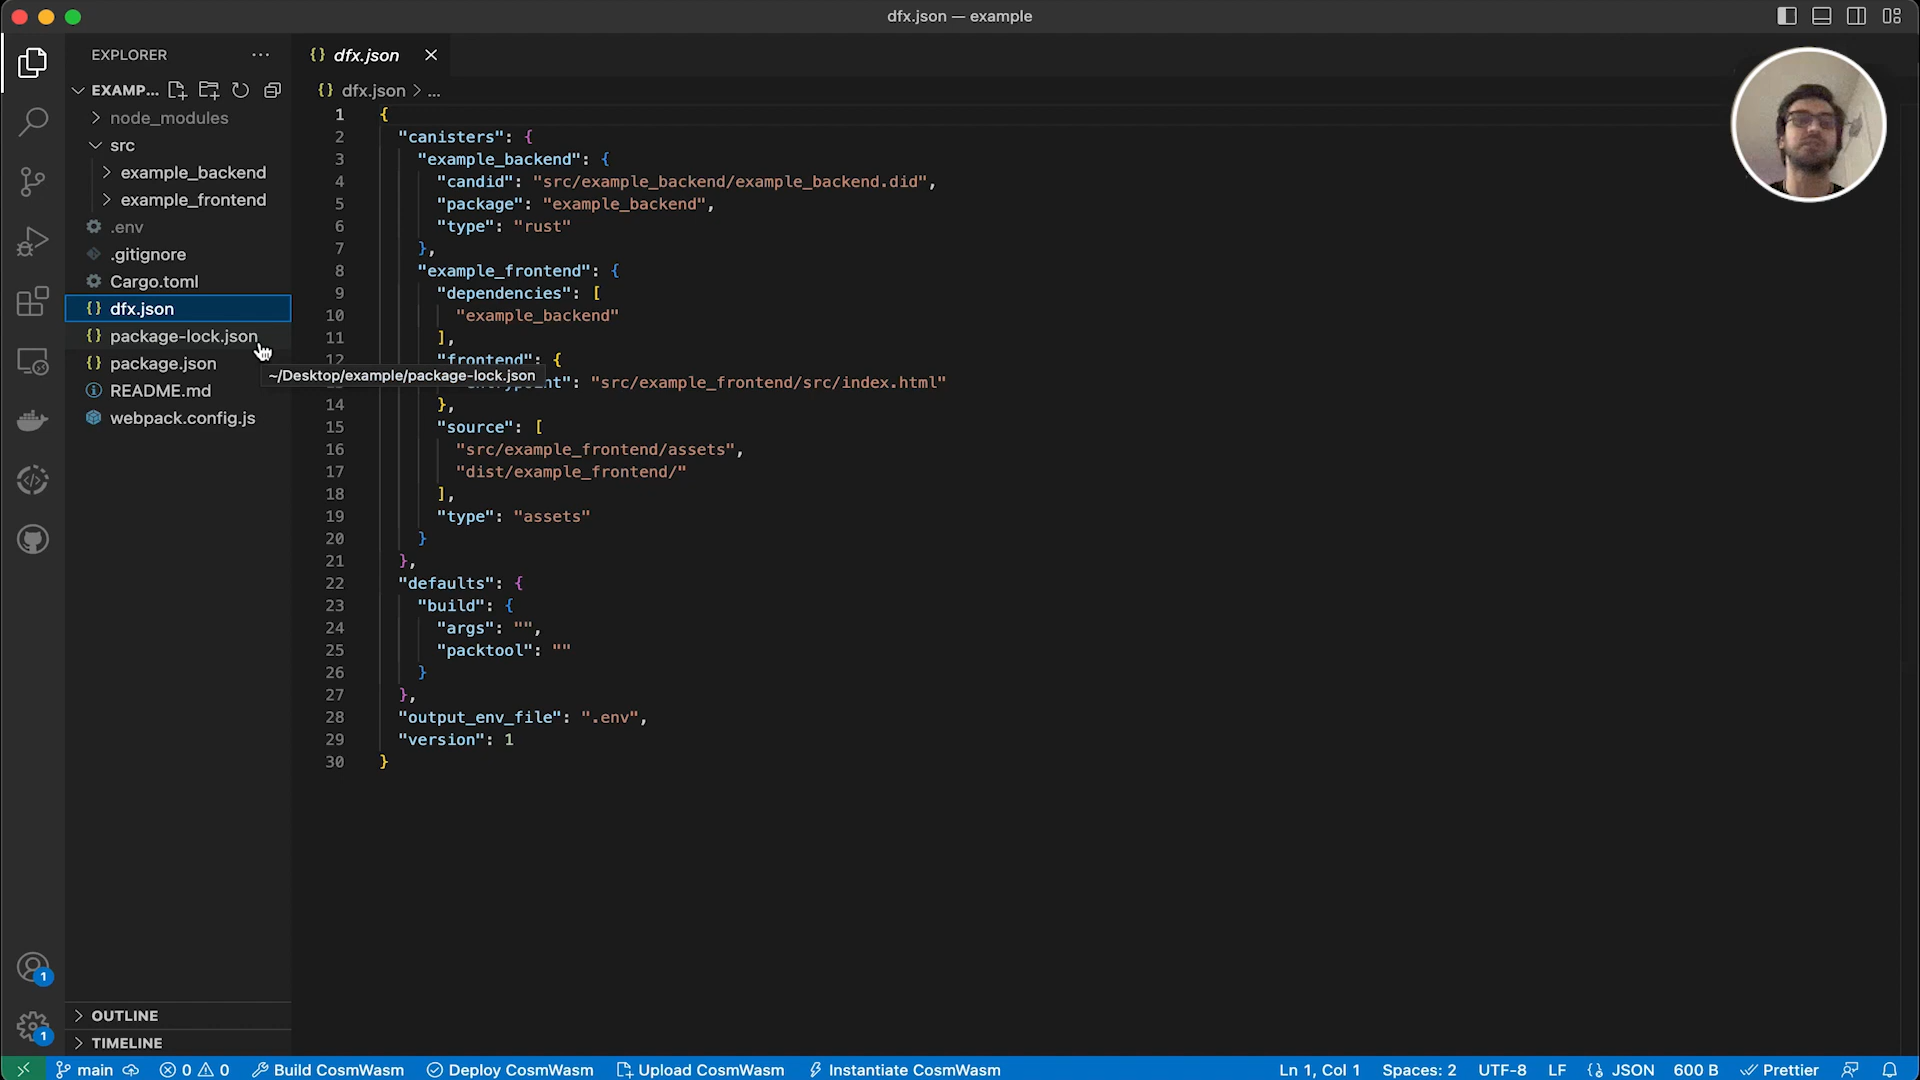 dfx.json — example
EXPLORER
EXAMP...
node_modules
src
example_backend
example_frontend
.env
.gitignore
Cargo.toml
dfx.json
package-lock.json
package.json
README.md
webpack.config.js
OUTLINE
TIMELINE
1
1
dfx.json
dfx.json > ...
~/Desktop/example/package-lock.json
1 {
2 "canisters": {
3 "example_backend": {
4 "candid": "src/example_backend/example_backend.did",
5 "package": "example_backend",
6 "type": "rust"
7 },
8 "example_frontend": {
9 "dependencies": [
10 "example_backend"
11 ],
12 "frontend": {
": "src/example_frontend/src/index.html"
14 },
15 "source": [
16 "src/example_frontend/assets",
17 "dist/example_frontend/"
18 ],
19 "type": "assets"
20 }
21 },
22 "defaults": {
23 "build": {
24 "args": "",
25 "packtool": ""
26 }
27 },
28 "output_env_file": ".env",
29 "version": 1
30 }
main 0 0 Build CosmWasm Deploy CosmWasm Upload CosmWasm Instantiate CosmWasm Ln 1, Col 1 Spaces: 2 UTF-8 LF JSON 600 B Prettier